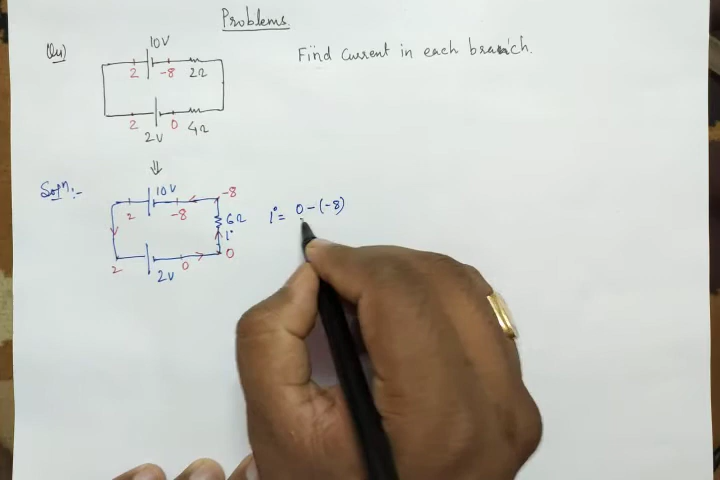 Problems.
Q4) 10V Find current in each branch.
2 -8 2Ω
2 0 4Ω
2V
⇓
Solⁿ:- 10V -8
2 -8 6Ω i = 0-(-8)
i
2 2V 0 0